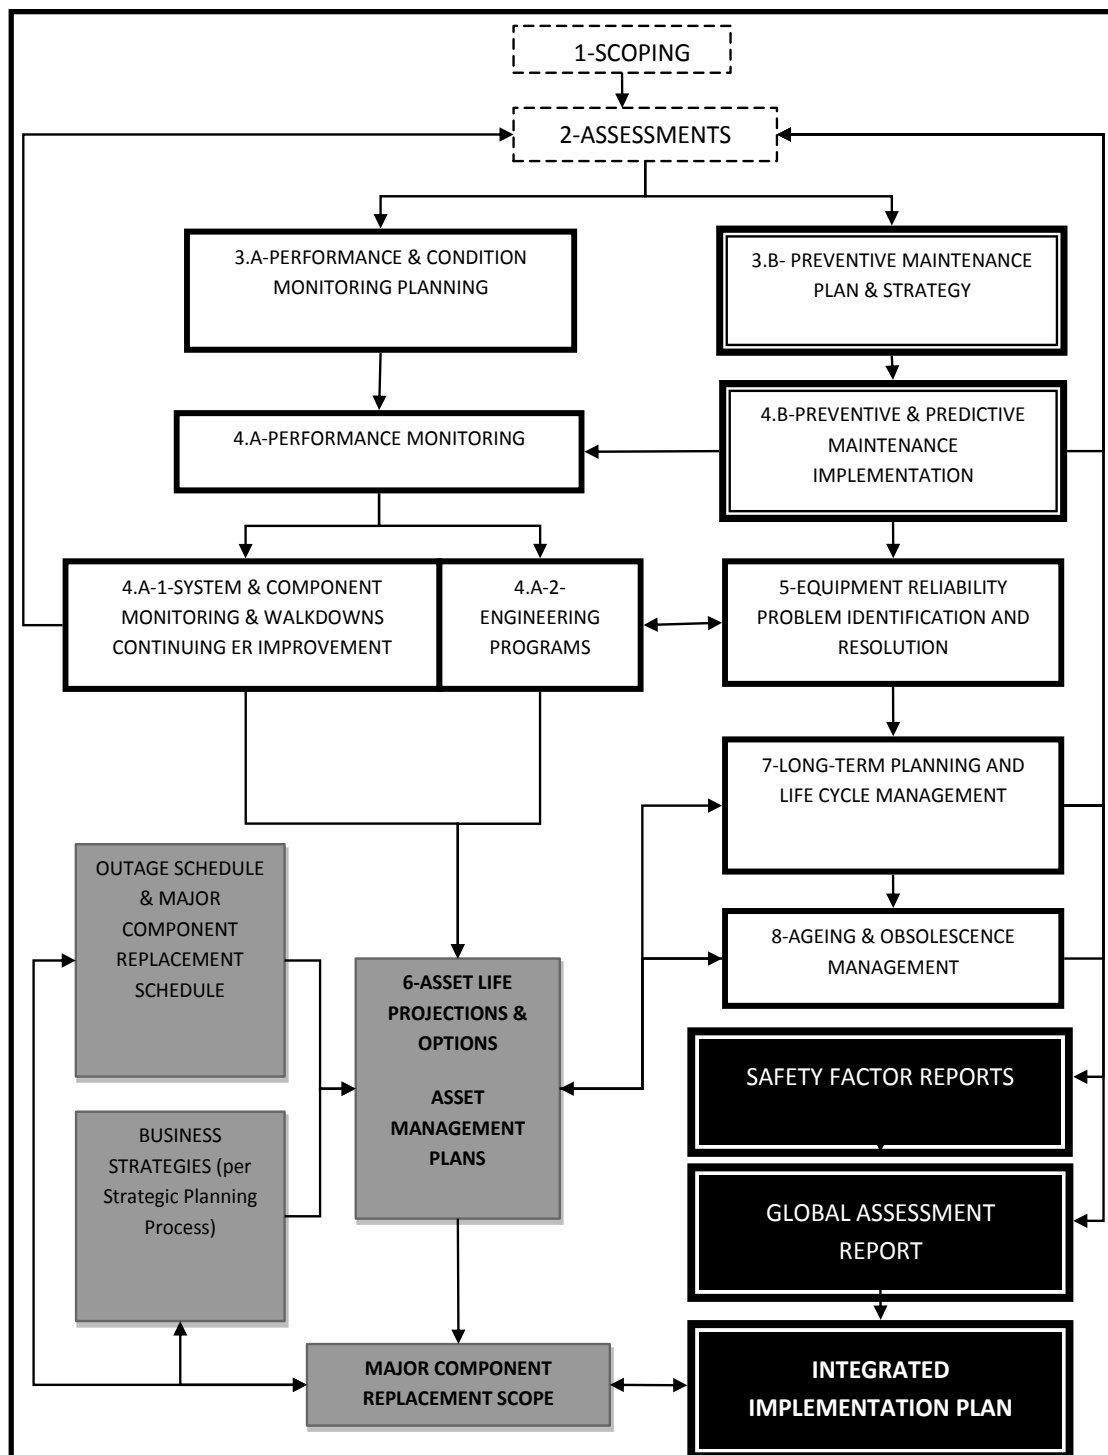 1-SCOPING
2-ASSESSMENTS
3.A-PERFORMANCE & CONDITION
MONITORING PLANNING
3.B- PREVENTIVE MAINTENANCE
PLAN & STRATEGY
4.A-PERFORMANCE MONITORING
4.B-PREVENTIVE & PREDICTIVE
MAINTENANCE
IMPLEMENTATION
4.A-1-SYSTEM & COMPONENT
MONITORING & WALKDOWNS
CONTINUING ER IMPROVEMENT
4.A-2-
ENGINEERING
PROGRAMS
5-EQUIPMENT RELIABILITY
PROBLEM IDENTIFICATION AND
RESOLUTION
7-LONG-TERM PLANNING AND
LIFE CYCLE MANAGEMENT
OUTAGE SCHEDULE
& MAJOR
COMPONENT
REPLACEMENT
SCHEDULE
8-AGEING & OBSOLESCENCE
MANAGEMENT
6-ASSET LIFE
PROJECTIONS &
OPTIONS
ASSET
MANAGEMENT
PLANS
SAFETY FACTOR REPORTS
BUSINESS
STRATEGIES (per
Strategic Planning
Process)
GLOBAL ASSESSMENT
REPORT
MAJOR COMPONENT
REPLACEMENT SCOPE
INTEGRATED
IMPLEMENTATION PLAN